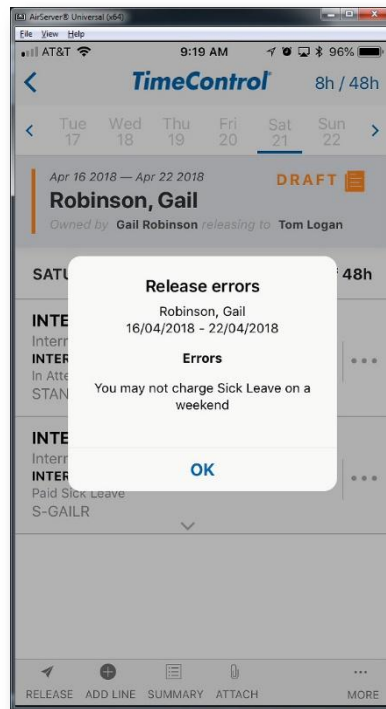 AirServer® Universal (x64)
File View Help
AT&T 9:19 AM 96%
TimeControl® 8h / 48h
Tue Wed Thu Fri Sat Sun
17 18 19 20 21 22
Apr 16 2018 — Apr 22 2018 DRAFT
Robinson, Gail
Owned by Gail Robinson releasing to Tom Logan
SATU 48h
Release errors
Robinson, Gail
16/04/2018 - 22/04/2018
Errors
You may not charge Sick Leave on a
weekend
OK
INTE
Intern
INTER
In Atte
STAN
INTE
Intern
INTER
Paid Sick Leave
S-GAILR
RELEASE ADD LINE SUMMARY ATTACH MORE